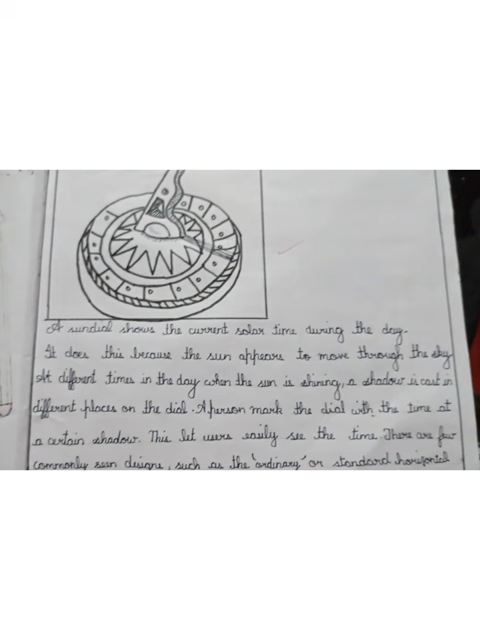 A sundial shows the current solar time during the day.
It does this because the sun appears to move through the sky
At different times in the day when the sun is shining, a shadow is cast in
different places on the dial. A person mark the dial with the time at
a certain shadow. This let users easily see the time. There are few
commonly seen designs, such as the "ordinary" or standard horizontal